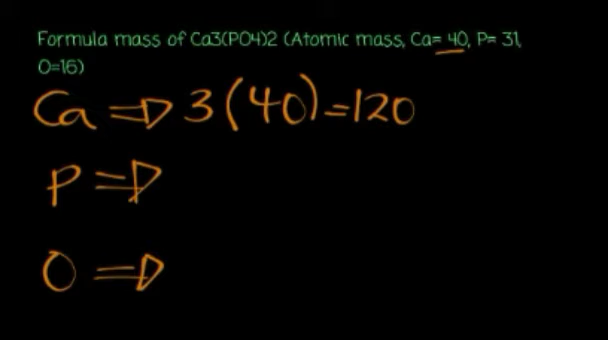 Formula mass of Ca3(PO4)2 (Atomic mass, Ca= 40, P= 31,
O=16)
Ca ⇒ 3(40)=120
P ⇒
O ⇒